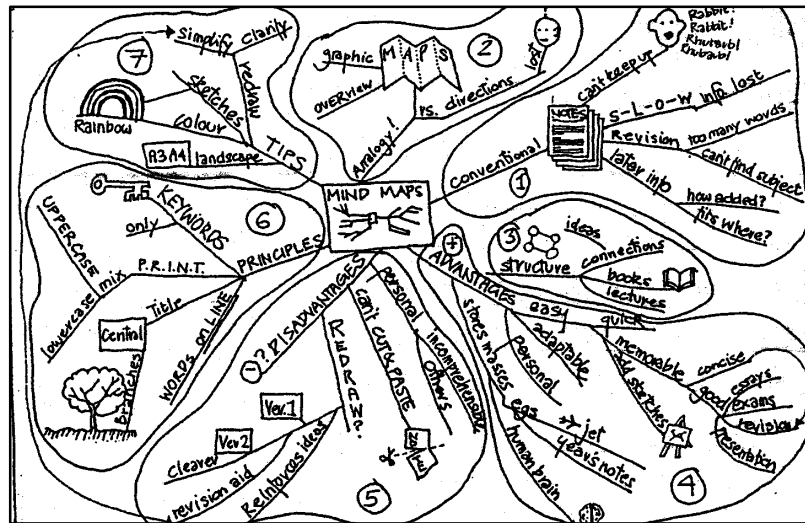 MIND MAPS
1
conventional
NOTES
can't keep up
Rabbit!
Rabbit!
Rhubarb!
Rhubarb!
S-L-O-W
info lost
Revision
too many words
can't find subject
later info
how added?
fits where?
2
Analogy!
MAPS
graphic
overview
vs. directions
lost
3
structure
ideas
connections
books
lectures
+
ADVANTAGES
4
easy
quick
adaptable
personal
stores masses
egs
jet
year's notes
human brain
memorable
concise
add sketches
good
essays
exams
revision
presentation
5
-
? DISADVANTAGES
personal
incomprehensible
others
can't CUT & PASTE
REDRAW?
Ver.1
Ver2
clearer
revision aid
Reinforces ideas
6
PRINCIPLES
KEYWORDS
only
P.R.I.N.T.
mix
UPPERCASE
lowercase
Title
Central
Branches
WORDS ON LINE
7
TIPS
redraw
simplify
clarify
sketches
colour
Rainbow
A3 A4
landscape